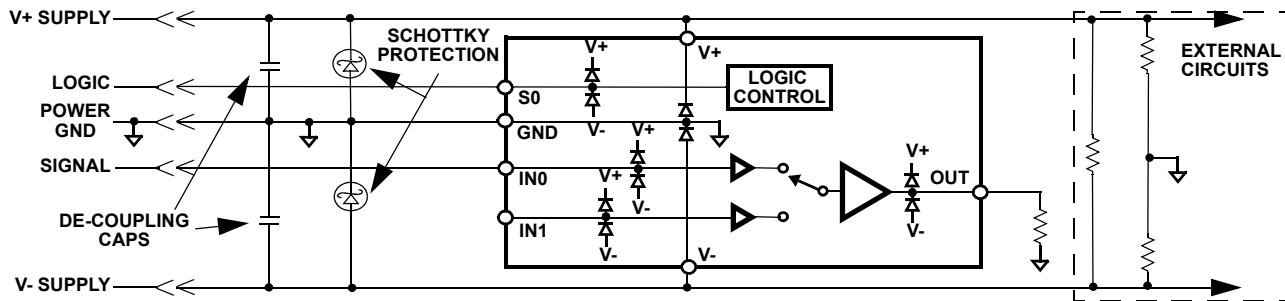 V+ SUPPLY
LOGIC
POWER
GND
SIGNAL
DE-COUPLING
CAPS
V- SUPPLY
SCHOTTKY
PROTECTION
V+
V+
S0
LOGIC
CONTROL
V-
GND
V+
IN0
V+
V-
IN1
V-
V+
OUT
V-
V-
EXTERNAL
CIRCUITS